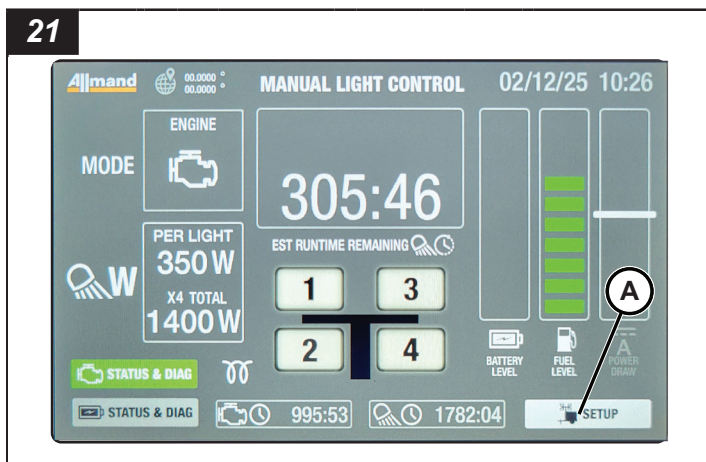 21
Allmand
00.0000 °
00.0000 °
MANUAL LIGHT CONTROL
02/12/25 10:26
MODE
ENGINE
305:46
EST RUNTIME REMAINING
W
PER LIGHT
350 W
X4 TOTAL
1400 W
1
3
2
4
BATTERY
LEVEL
FUEL
LEVEL
A
POWER
DRAW
A
STATUS & DIAG
STATUS & DIAG
995:53
1782:04
SETUP